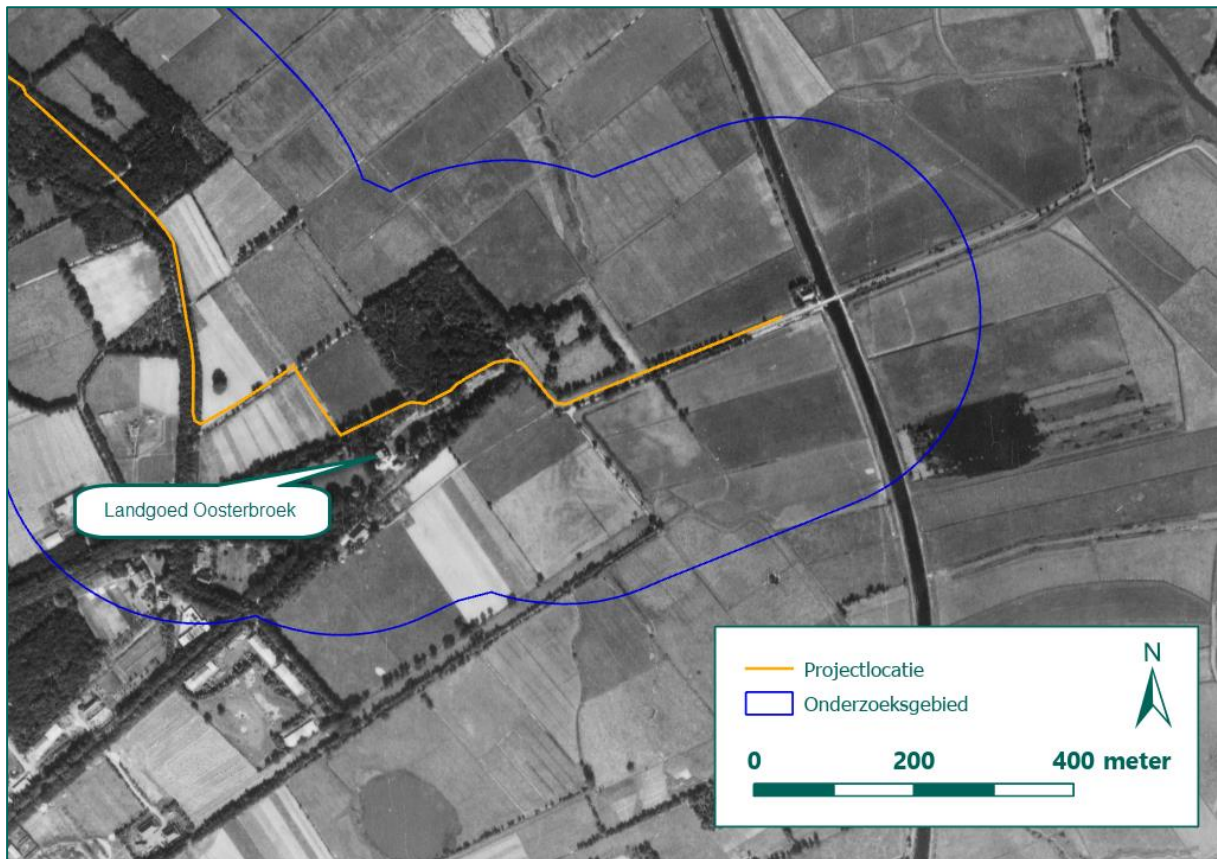 Landgoed Oosterbroek
Projectlocatie
Onderzoeksgebied
N
0 200 400 meter